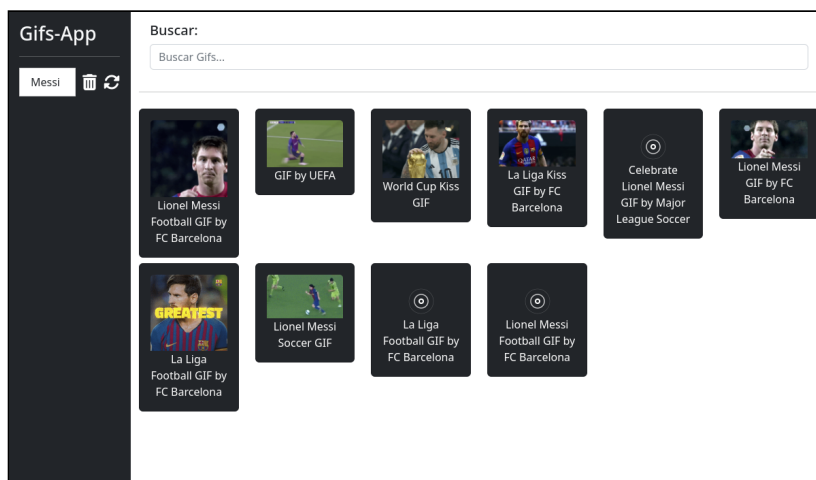 Gifs-App
Messi
Buscar:
Buscar Gifs...
Lionel Messi
Football GIF by
FC Barcelona
GIF by UEFA
World Cup Kiss
GIF
QATAR
La Liga Kiss
GIF by FC
Barcelona
Celebrate
Lionel Messi
GIF by Major
League Soccer
Lionel Messi
GIF by FC
Barcelona
GREATEST
La Liga
Football GIF by
FC Barcelona
Lionel Messi
Soccer GIF
La Liga
Football GIF by
FC Barcelona
Lionel Messi
Football GIF by
FC Barcelona